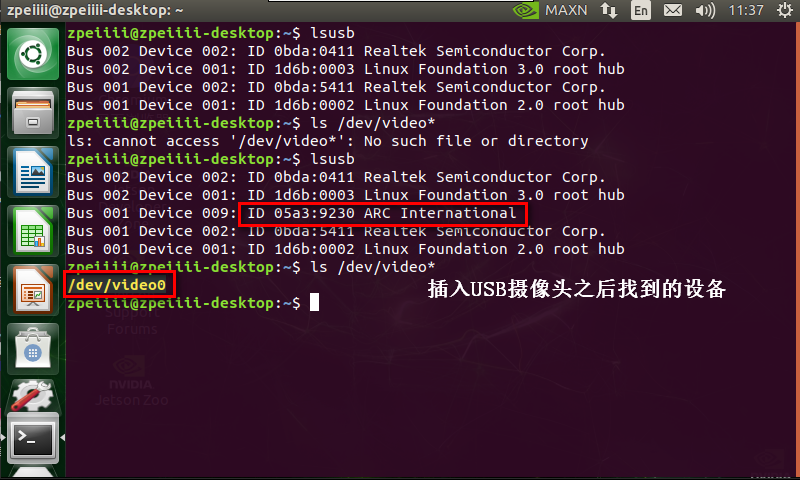 zpeiiii@zpeiiii-desktop: ~
MAXN
En
11:37
zpeiiii@zpeiiii-desktop:~$ lsusb
Bus 002 Device 002: ID 0bda:0411 Realtek Semiconductor Corp.
Bus 002 Device 001: ID 1d6b:0003 Linux Foundation 3.0 root hub
Bus 001 Device 002: ID 0bda:5411 Realtek Semiconductor Corp.
Bus 001 Device 001: ID 1d6b:0002 Linux Foundation 2.0 root hub
zpeiiii@zpeiiii-desktop:~$ ls /dev/video*
ls: cannot access '/dev/video*': No such file or directory
zpeiiii@zpeiiii-desktop:~$ lsusb
Bus 002 Device 002: ID 0bda:0411 Realtek Semiconductor Corp.
Bus 002 Device 001: ID 1d6b:0003 Linux Foundation 3.0 root hub
Bus 001 Device 009: ID 05a3:9230 ARC International
Bus 001 Device 002: ID 0bda:5411 Realtek Semiconductor Corp.
Bus 001 Device 001: ID 1d6b:0002 Linux Foundation 2.0 root hub
zpeiiii@zpeiiii-desktop:~$ ls /dev/video*
/dev/video0
插入USB摄像头之后找到的设备
zpeiiii@zpeiiii-desktop:~$
Support
Forums
NVIDIA
Jetson Zoo